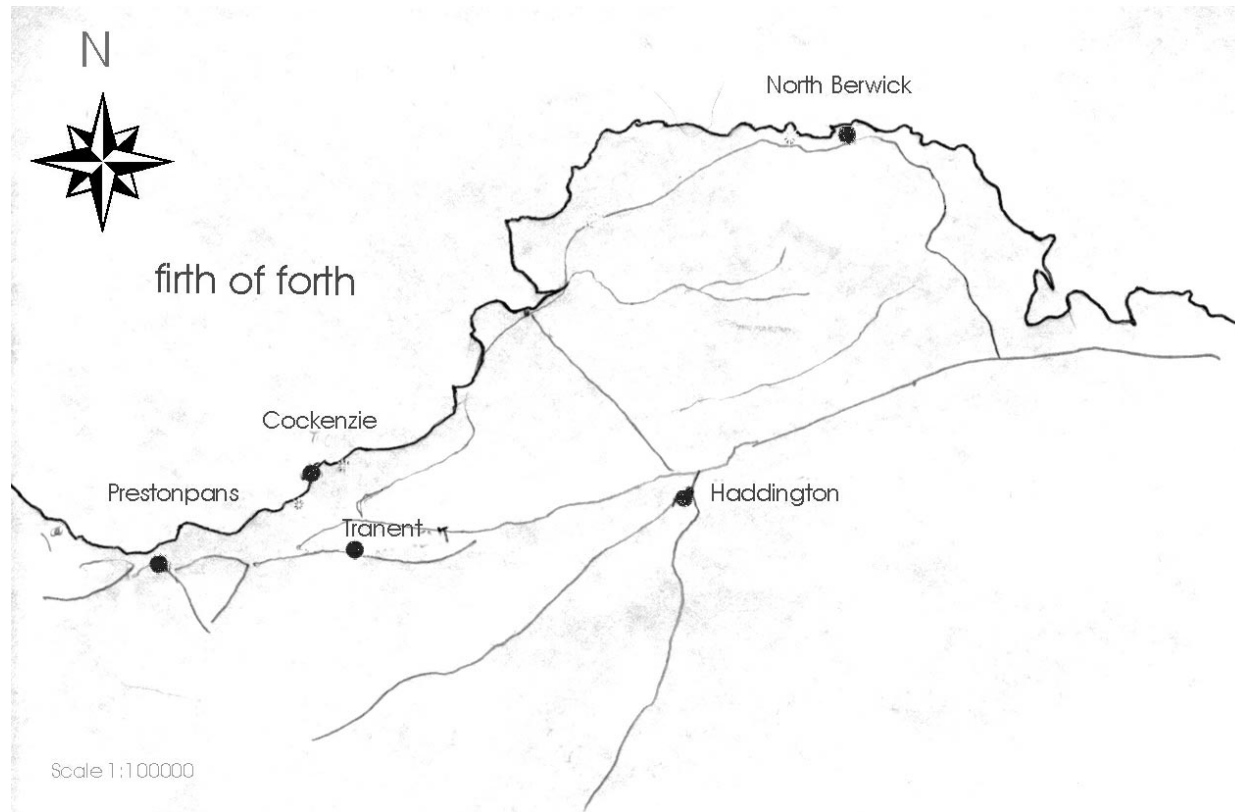 N
North Berwick
firth of forth
Cockenzie
Prestonpans
Haddington
Tranent
Scale 1:100000